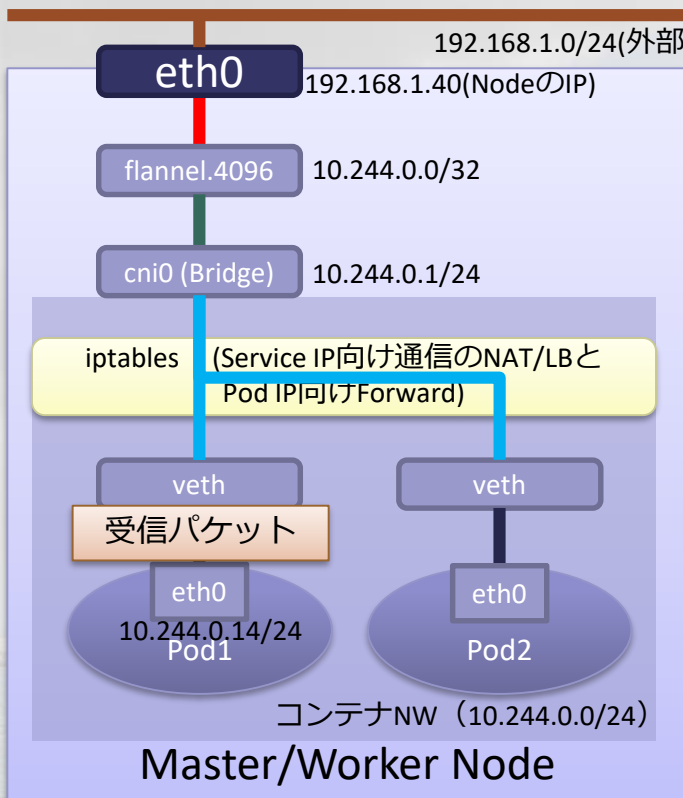 192.168.1.0/24(外部
eth0
192.168.1.40(NodeのIP)
flannel.4096
10.244.0.0/32
cni0 (Bridge)
10.244.0.1/24
iptables (Service IP向け通信のNAT/LBと
Pod IP向けForward)
veth
veth
受信パケット
eth0
eth0
10.244.0.14/24
Pod1
Pod2
コンテナNW（10.244.0.0/24）
Master/Worker Node